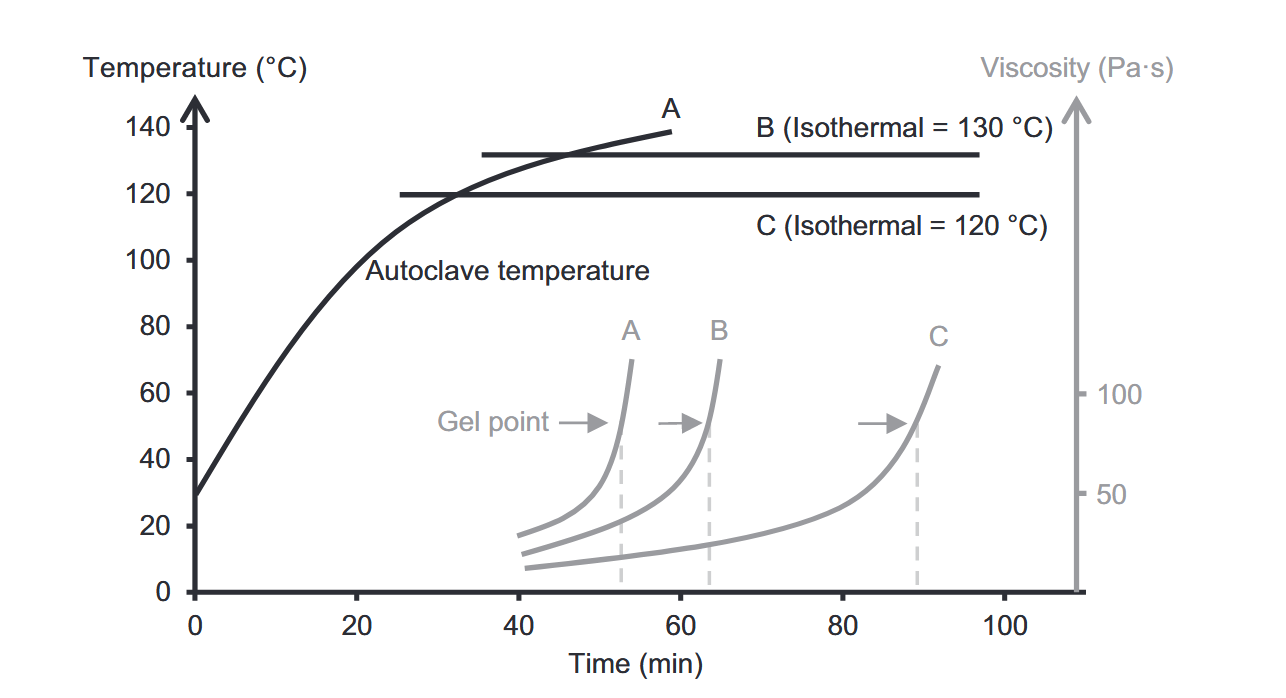 Temperature (°C)
Viscosity (Pa·s)
A
140
B (Isothermal = 130 °C)
120
C (Isothermal = 120 °C)
100
Autoclave temperature
80
A
B
C
60
100
Gel point
40
50
20
0
0
20
40
60
80
100
Time (min)